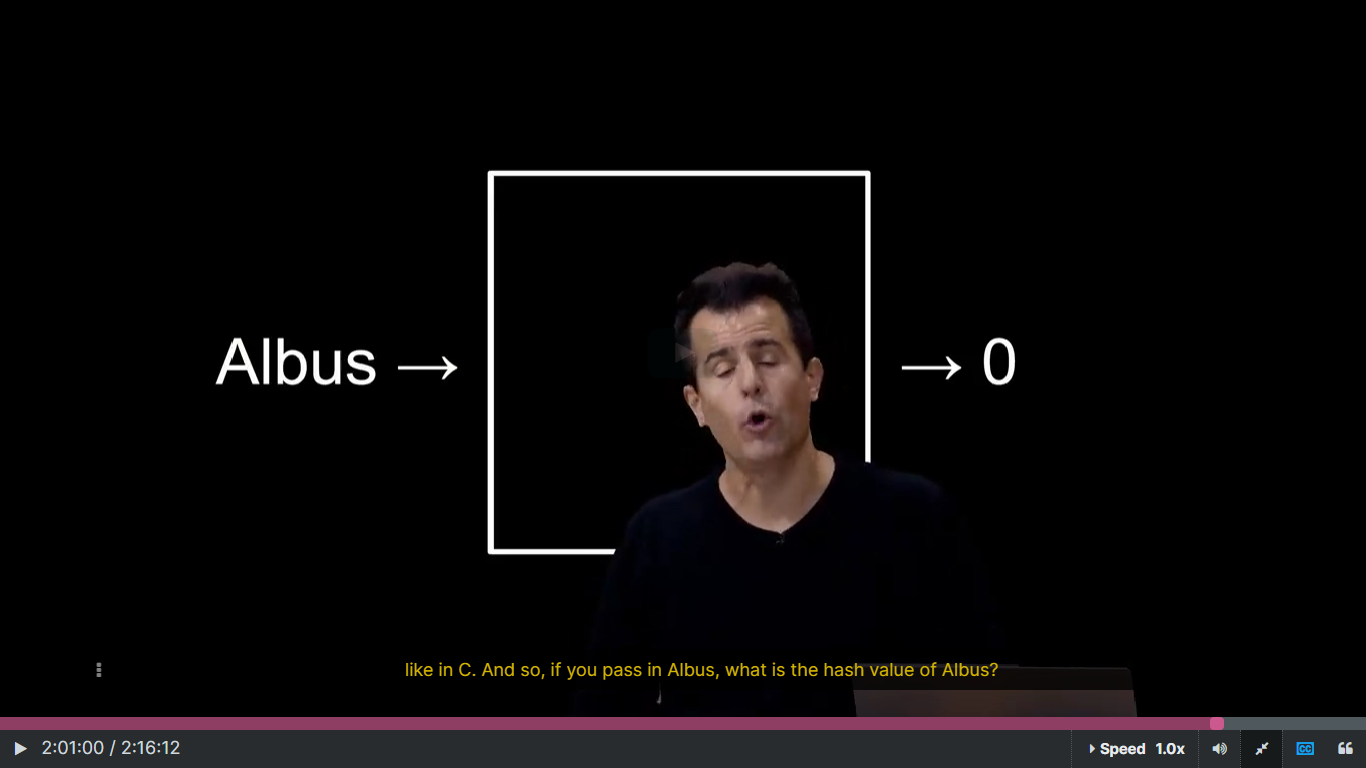 Albus → → 0
like in C. And so, if you pass in Albus, what is the hash value of Albus?
2:01:00 / 2:16:12 Speed 1.0x CC